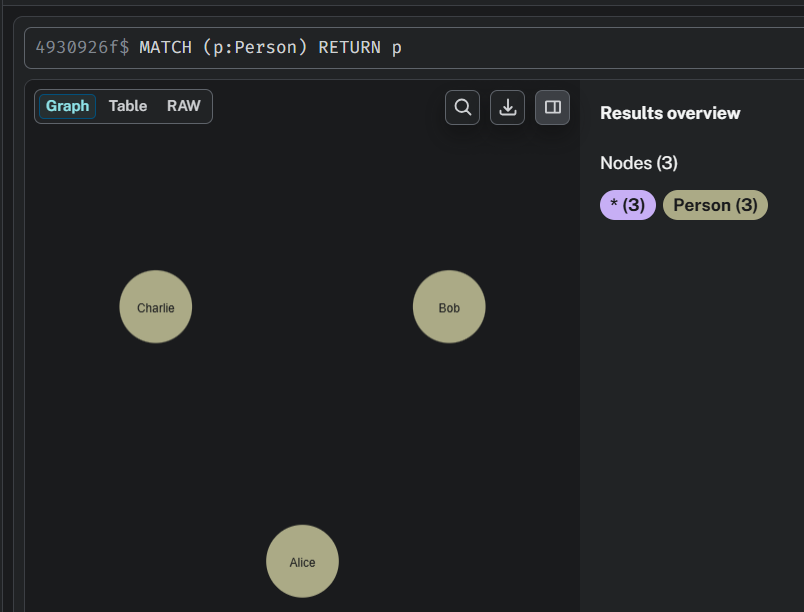 4930926f$ MATCH (p:Person) RETURN p
Graph Table RAW
Results overview
Nodes (3)
* (3) Person (3)
Charlie
Bob
Alice